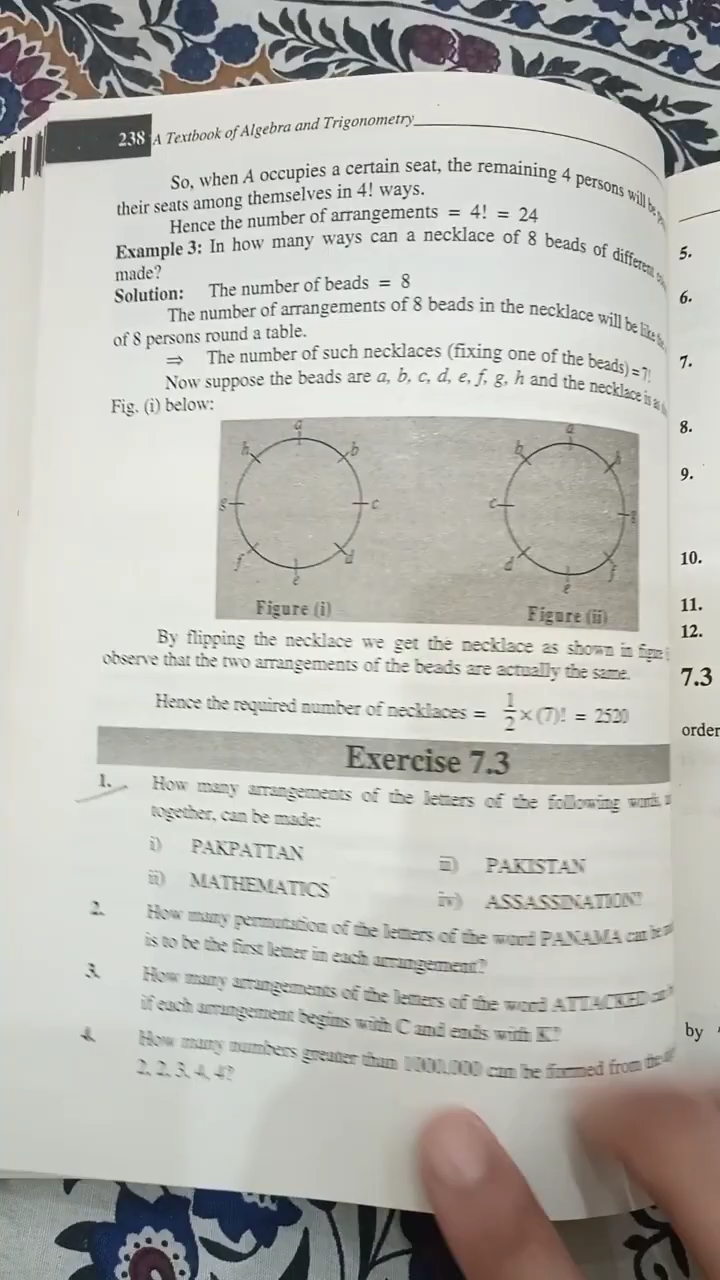 238 A Textbook of Algebra and Trigonometry
So, when A occupies a certain seat, the remaining 4 persons will be
their seats among themselves in 4! ways.
Hence the number of arrangements = 4! = 24
Example 3: In how many ways can a necklace of 8 beads of different
made?
Solution: The number of beads = 8
The number of arrangements of 8 beads in the necklace will be like
of 8 persons round a table.
⇒ The number of such necklaces (fixing one of the beads) = 7!
Now suppose the beads are a, b, c, d, e, f, g, h and the necklace is
Fig. (i) below:
a
h b
g c
f d
e
Figure (i)
a
b h
c g
d f
e
Figure (ii)
By flipping the necklace we get the necklace as shown in figure
observe that the two arrangements of the beads are actually the same.
Hence the required number of necklaces = 1/2 × (7)! = 2520
Exercise 7.3
1. How many arrangements of the letters of the following words,
together, can be made:
i) PAKPATTAN
iii) PAKISTAN
ii) MATHEMATICS
iv) ASSASSINATION?
2. How many permutation of the letters of the word PANAMA can be
is to be the first letter in each arrangement?
3. How many arrangements of the letters of the word ATTACKED
if each arrangement begins with C and ends with K?
4. How many numbers greater than 1000,000 can be formed from the
2, 2, 3, 4, 4?
5.
6.
7.
8.
9.
10.
11.
12.
7.3
order
by